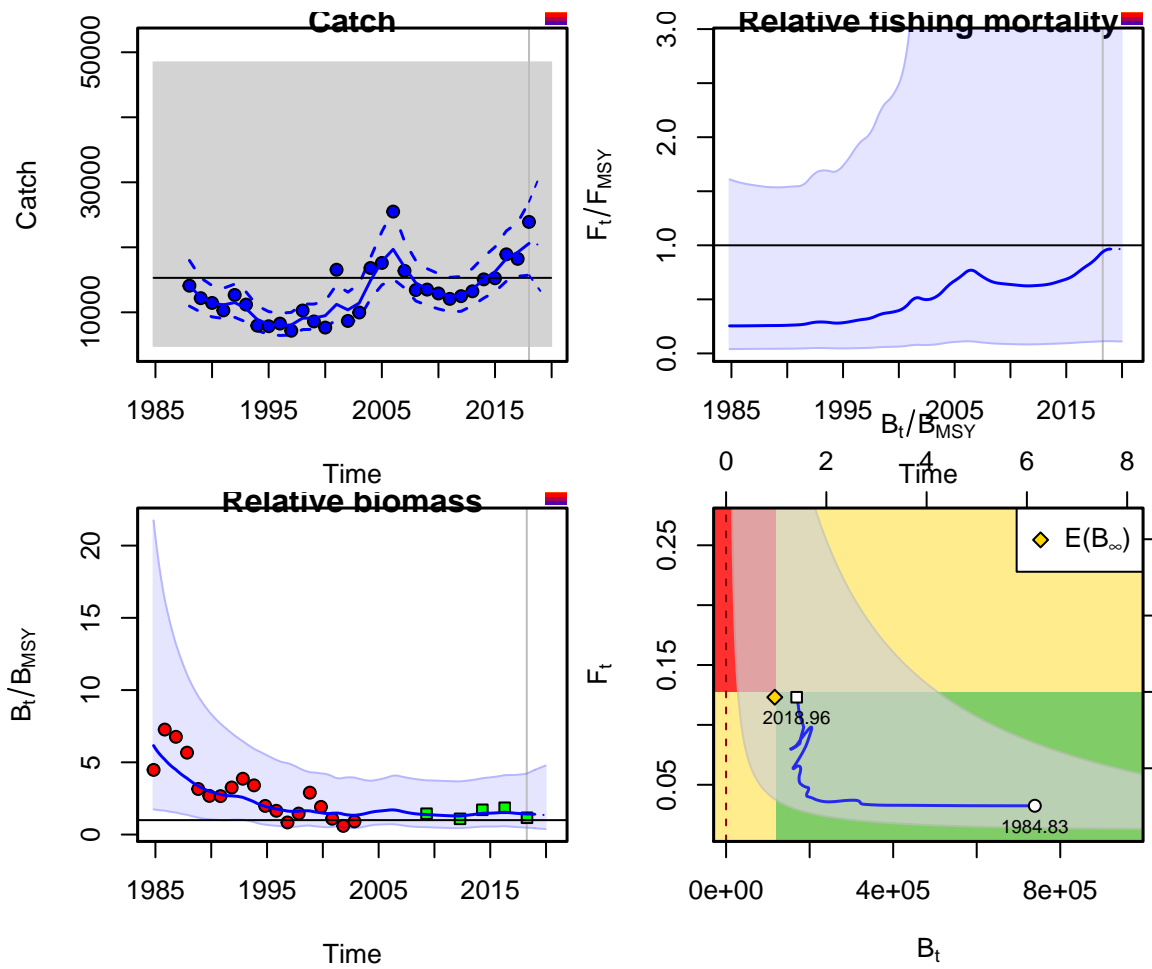 Catch
50000
30000
10000
Catch
1985 1995 2005 2015
Time
Relative fishing mortality
3.0
2.0
1.0
0.0
F_t/F_MSY
1985 1995 2005 2015
Time
Relative biomass
20
15
10
5
0
B_t/B_MSY
1985 1995 2005 2015
Time
B_t/B_MSY
0 2 4 6 8
E(B_∞)
0.25
0.15
0.05
F_t
2018.96
1984.83
0e+00 4e+05 8e+05
B_t